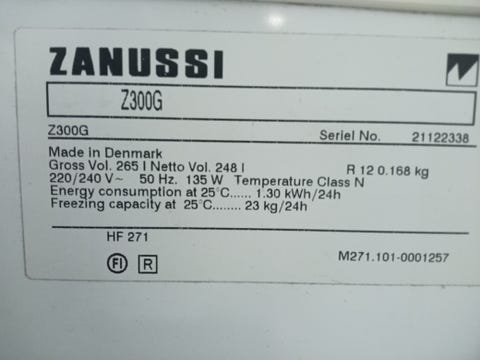 ZANUSSI
Z300G
Z300G Seriel No. 21122338
Made in Denmark
Gross Vol. 265 l Netto Vol. 248 l R 12 0.168 kg
220/240 V~ 50 Hz. 135 W Temperature Class N
Energy consumption at 25°C...... 1.30 kWh/24h
Freezing capacity at 25°C........ 23 kg/24h
HF 271
FI R M271.101-0001257